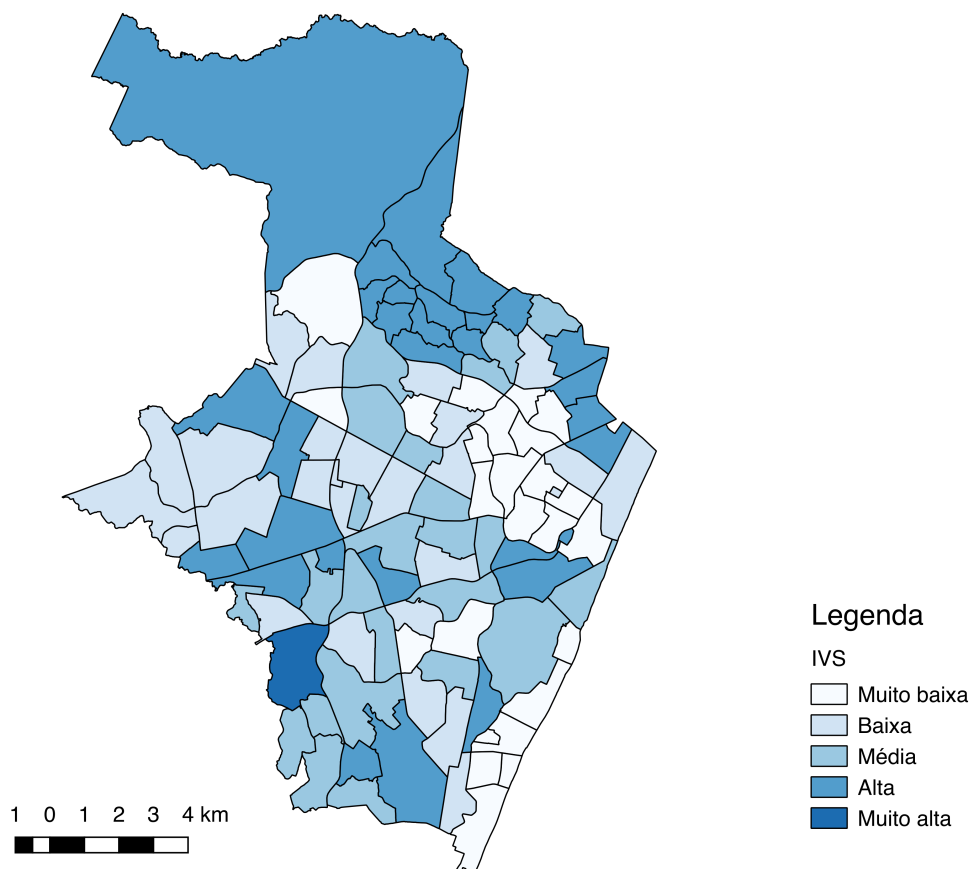 Legenda
IVS
Muito baixa
Baixa
Média
Alta
Muito alta
1 0 1 2 3 4 km